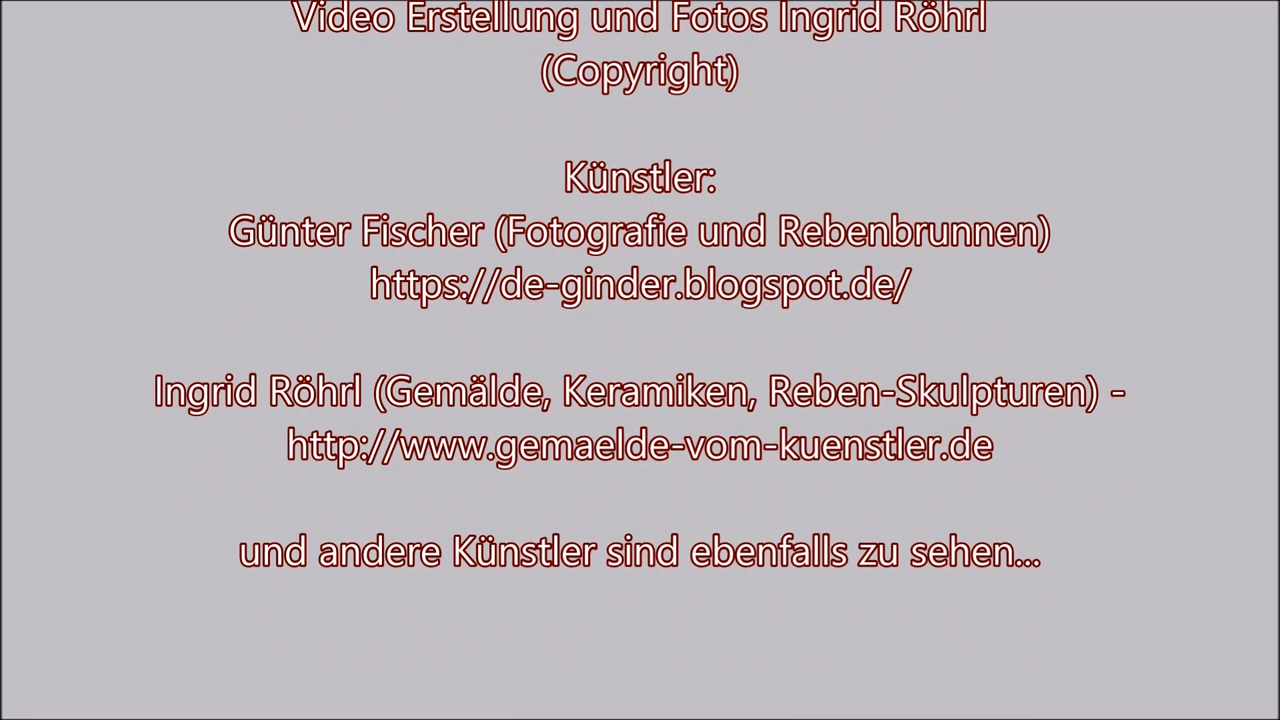 Video Erstellung und Fotos Ingrid Röhrl
(Copyright)
Künstler:
Günter Fischer (Fotografie und Rebenbrunnen)
https://de-ginder.blogspot.de/
Ingrid Röhrl (Gemälde, Keramiken, Reben-Skulpturen) -
http://www.gemaelde-vom-kuenstler.de
und andere Künstler sind ebenfalls zu sehen...